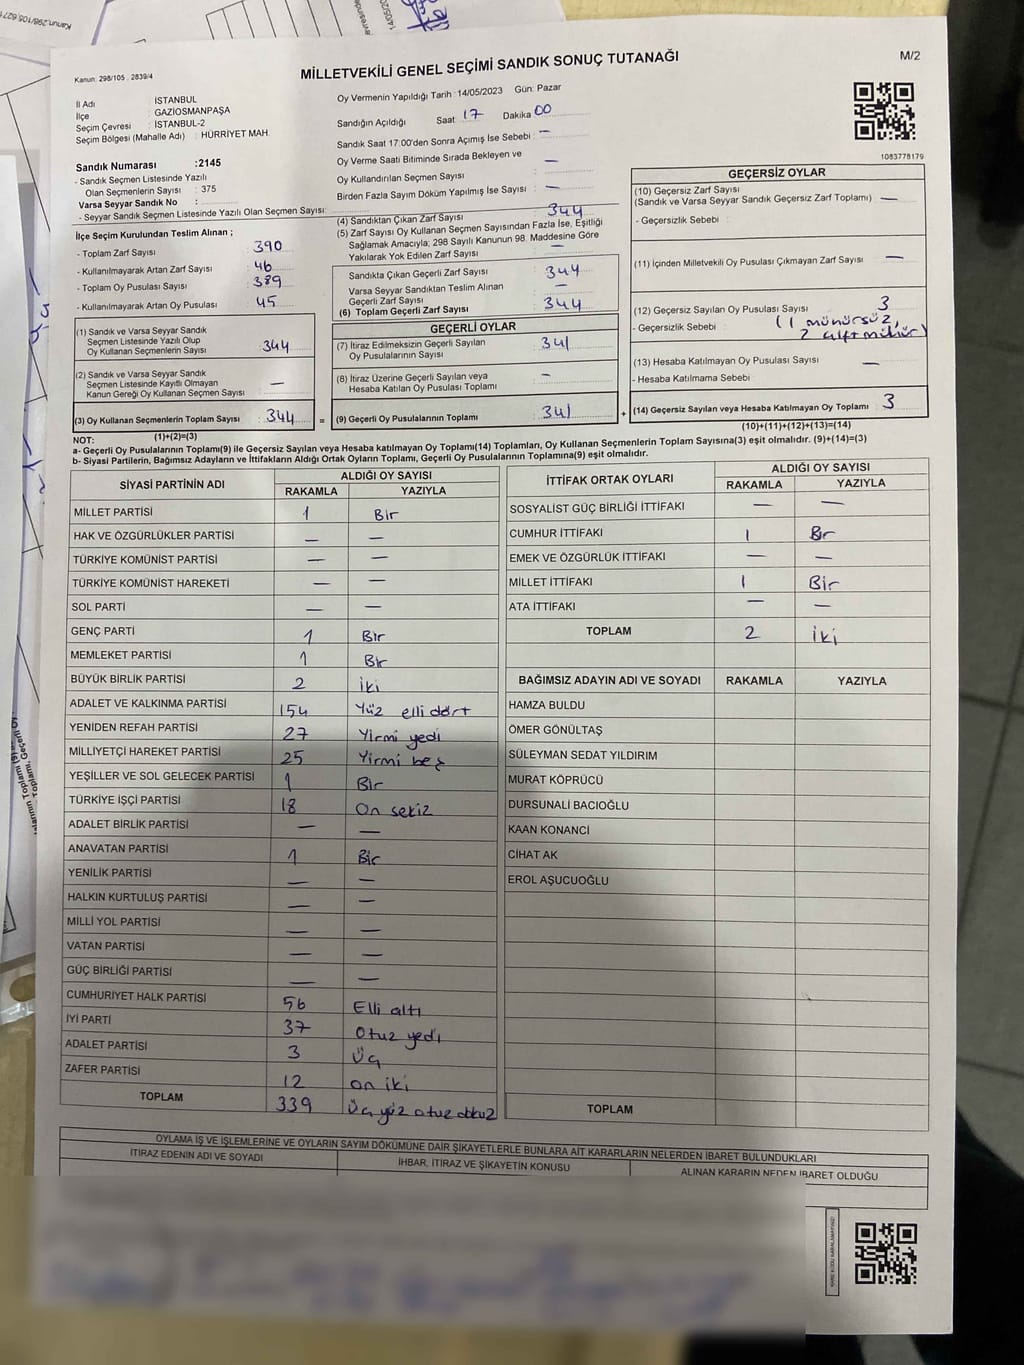 Kanun: 298/105, 2839/4
MİLLETVEKİLİ GENEL SEÇİMİ SANDIK SONUÇ TUTANAĞI
M/2
İl Adı : İSTANBUL
İlçe : GAZİOSMANPAŞA
Seçim Çevresi : İSTANBUL-2
Seçim Bölgesi (Mahalle Adı) : HÜRRİYET MAH.
Sandık Numarası :2145
- Sandık Seçmen Listesinde Yazılı
Olan Seçmenlerin Sayısı : 375
Varsa Seyyar Sandık No :
- Seyyar Sandık Seçmen Listesinde Yazılı Olan Seçmen Sayısı:
Oy Vermenin Yapıldığı Tarih :14/05/2023 Gün: Pazar
Sandığın Açıldığı Saat 17 Dakika 00
Sandık Saat 17:00'den Sonra Açımış İse Sebebi : —
Oy Verme Saati Bitiminde Sırada Bekleyen ve
Oy Kullandırılan Seçmen Sayısı : —
Birden Fazla Sayım Döküm Yapılmış İse Sayısı : —
1083778179
İlçe Seçim Kurulundan Teslim Alınan ;
- Toplam Zarf Sayısı : 390
- Kullanılmayarak Artan Zarf Sayısı : 46
- Toplam Oy Pusulası Sayısı : 389
- Kullanılmayarak Artan Oy Pusulası : 45
(1) Sandık ve Varsa Seyyar Sandık
Seçmen Listesinde Yazılı Olup
Oy Kullanan Seçmenlerin Sayısı : 344
(2) Sandık ve Varsa Seyyar Sandık
Seçmen Listesinde Kayıtlı Olmayan
Kanun Gereği Oy Kullanan Seçmen Sayısı : —
(3) Oy Kullanan Seçmenlerin Toplam Sayısı : 344 =
(1)+(2)=(3)
(4) Sandıktan Çıkan Zarf Sayısı : 344
(5) Zarf Sayısı Oy Kullanan Seçmen Sayısından Fazla İse, Eşitliği
Sağlamak Amacıyla; 298 Sayılı Kanunun 98. Maddesine Göre
Yakılarak Yok Edilen Zarf Sayısı : —
Sandıkta Çıkan Geçerli Zarf Sayısı : 344
Varsa Seyyar Sandıktan Teslim Alınan
Geçerli Zarf Sayısı : —
(6) Toplam Geçerli Zarf Sayısı : 344
GEÇERLİ OYLAR
(7) İtiraz Edilmeksizin Geçerli Sayılan
Oy Pusulalarının Sayısı : 341
(8) İtiraz Üzerine Geçerli Sayılan veya
Hesaba Katılan Oy Pusulası Toplamı : —
(9) Geçerli Oy Pusulalarının Toplamı : 341 +
GEÇERSİZ OYLAR
(10) Geçersiz Zarf Sayısı
(Sandık ve Varsa Seyyar Sandık Geçersiz Zarf Toplamı) : —
- Geçersizlik Sebebi :
(11) İçinden Milletvekili Oy Pusulası Çıkmayan Zarf Sayısı : —
(12) Geçersiz Sayılan Oy Pusulası Sayısı : 3
- Geçersizlik Sebebi : (1 mühürsüz,
2 çift mühür)
(13) Hesaba Katılmayan Oy Pusulası Sayısı : —
- Hesaba Katılmama Sebebi :
(14) Geçersiz Sayılan veya Hesaba Katılmayan Oy Toplamı : 3
(10)+(11)+(12)+(13)=(14)
NOT:
a- Geçerli Oy Pusulalarının Toplamı(9) ile Geçersiz Sayılan veya Hesaba katılmayan Oy Toplamı(14) Toplamları, Oy Kullanan Seçmenlerin Toplam Sayısına(3) eşit olmalıdır. (9)+(14)=(3)
b- Siyasi Partilerin, Bağımsız Adayların ve İttifakların Aldığı Ortak Oyların Toplamı, Geçerli Oy Pusulalarının Toplamına(9) eşit olmalıdır.
SİYASİ PARTİNİN ADI ALDIĞI OY SAYISI
RAKAMLA YAZIYLA
MİLLET PARTİSİ 1 Bir
HAK VE ÖZGÜRLÜKLER PARTİSİ — —
TÜRKİYE KOMÜNİST PARTİSİ — —
TÜRKİYE KOMÜNİST HAREKETİ — —
SOL PARTİ — —
GENÇ PARTİ 1 Bir
MEMLEKET PARTİSİ 1 Bir
BÜYÜK BİRLİK PARTİSİ 2 iki
ADALET VE KALKINMA PARTİSİ 154 Yüz elli dört
YENİDEN REFAH PARTİSİ 27 Yirmi yedi
MİLLİYETÇİ HAREKET PARTİSİ 25 Yirmi beş
YEŞİLLER VE SOL GELECEK PARTİSİ 1 Bir
TÜRKİYE İŞÇİ PARTİSİ 18 On sekiz
ADALET BİRLİK PARTİSİ — —
ANAVATAN PARTİSİ 1 Bir
YENİLİK PARTİSİ — —
HALKIN KURTULUŞ PARTİSİ — —
MİLLİ YOL PARTİSİ — —
VATAN PARTİSİ — —
GÜÇ BİRLİĞİ PARTİSİ — —
CUMHURİYET HALK PARTİSİ 56 Elli altı
İYİ PARTİ 37 Otuz yedi
ADALET PARTİSİ 3 Üç
ZAFER PARTİSİ 12 on iki
TOPLAM 339 Üç yüz otuz dokuz
İTTİFAK ORTAK OYLARI ALDIĞI OY SAYISI
RAKAMLA YAZIYLA
SOSYALİST GÜÇ BİRLİĞİ İTTİFAKI — —
CUMHUR İTTİFAKI 1 Bir
EMEK VE ÖZGÜRLÜK İTTİFAKI — —
MİLLET İTTİFAKI 1 Bir
ATA İTTİFAKI — —
TOPLAM 2 iki
BAĞIMSIZ ADAYIN ADI VE SOYADI RAKAMLA YAZIYLA
HAMZA BULDU
ÖMER GÖNÜLTAŞ
SÜLEYMAN SEDAT YILDIRIM
MURAT KÖPRÜCÜ
DURSUNALİ BACIOĞLU
KAAN KONANCİ
CİHAT AK
EROL AŞUCUOĞLU
TOPLAM
OYLAMA İŞ VE İŞLEMLERİNE VE OYLARIN SAYIM DÖKÜMÜNE DAİR ŞİKAYETLERLE BUNLARA AİT KARARLARIN NELERDEN İBARET BULUNDUKLARI
İTİRAZ EDENİN ADI VE SOYADI İHBAR, İTİRAZ VE ŞİKAYETİN KONUSU ALINAN KARARIN NEDEN İBARET OLDUĞU